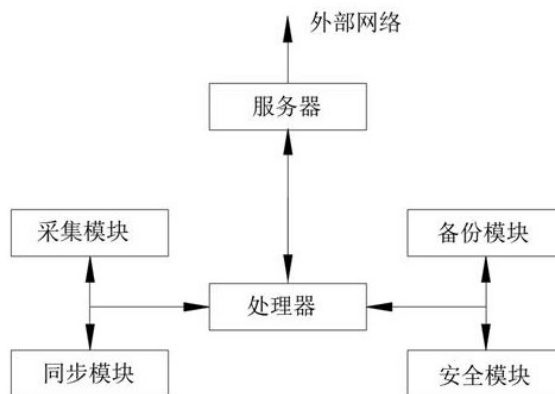 外部网络
服务器
采集模块
备份模块
处理器
同步模块
安全模块